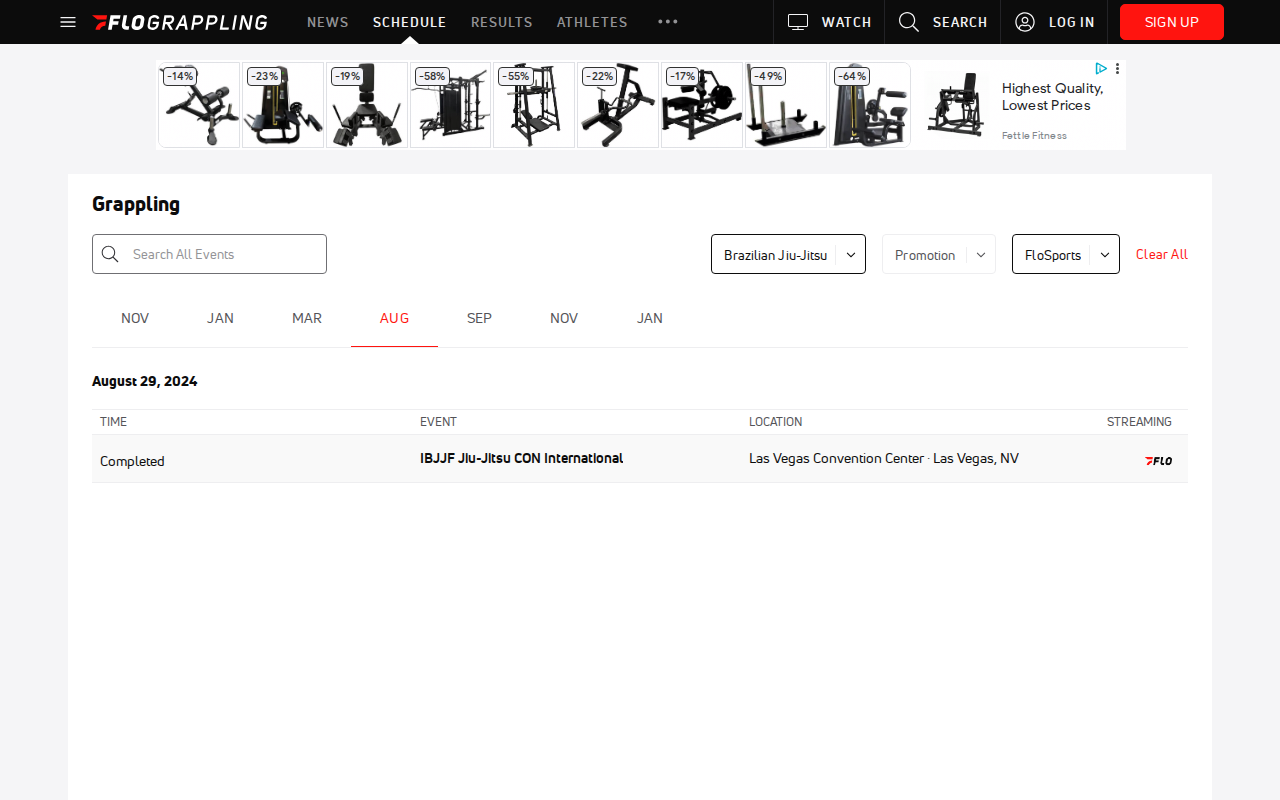 FLOGRAPPLING NEWS SCHEDULE RESULTS ATHLETES ••• WATCH SEARCH LOG IN SIGN UP
-14% -23% -19% -58% -55% -22% -17% -49% -64%
Highest Quality,
Lowest Prices
Fettle Fitness
Grappling
Search All Events Brazilian Jiu-Jitsu Promotion FloSports Clear All
NOV JAN MAR AUG SEP NOV JAN
August 29, 2024
TIME EVENT LOCATION STREAMING
Completed IBJJF Jiu-Jitsu CON International Las Vegas Convention Center · Las Vegas, NV FLO